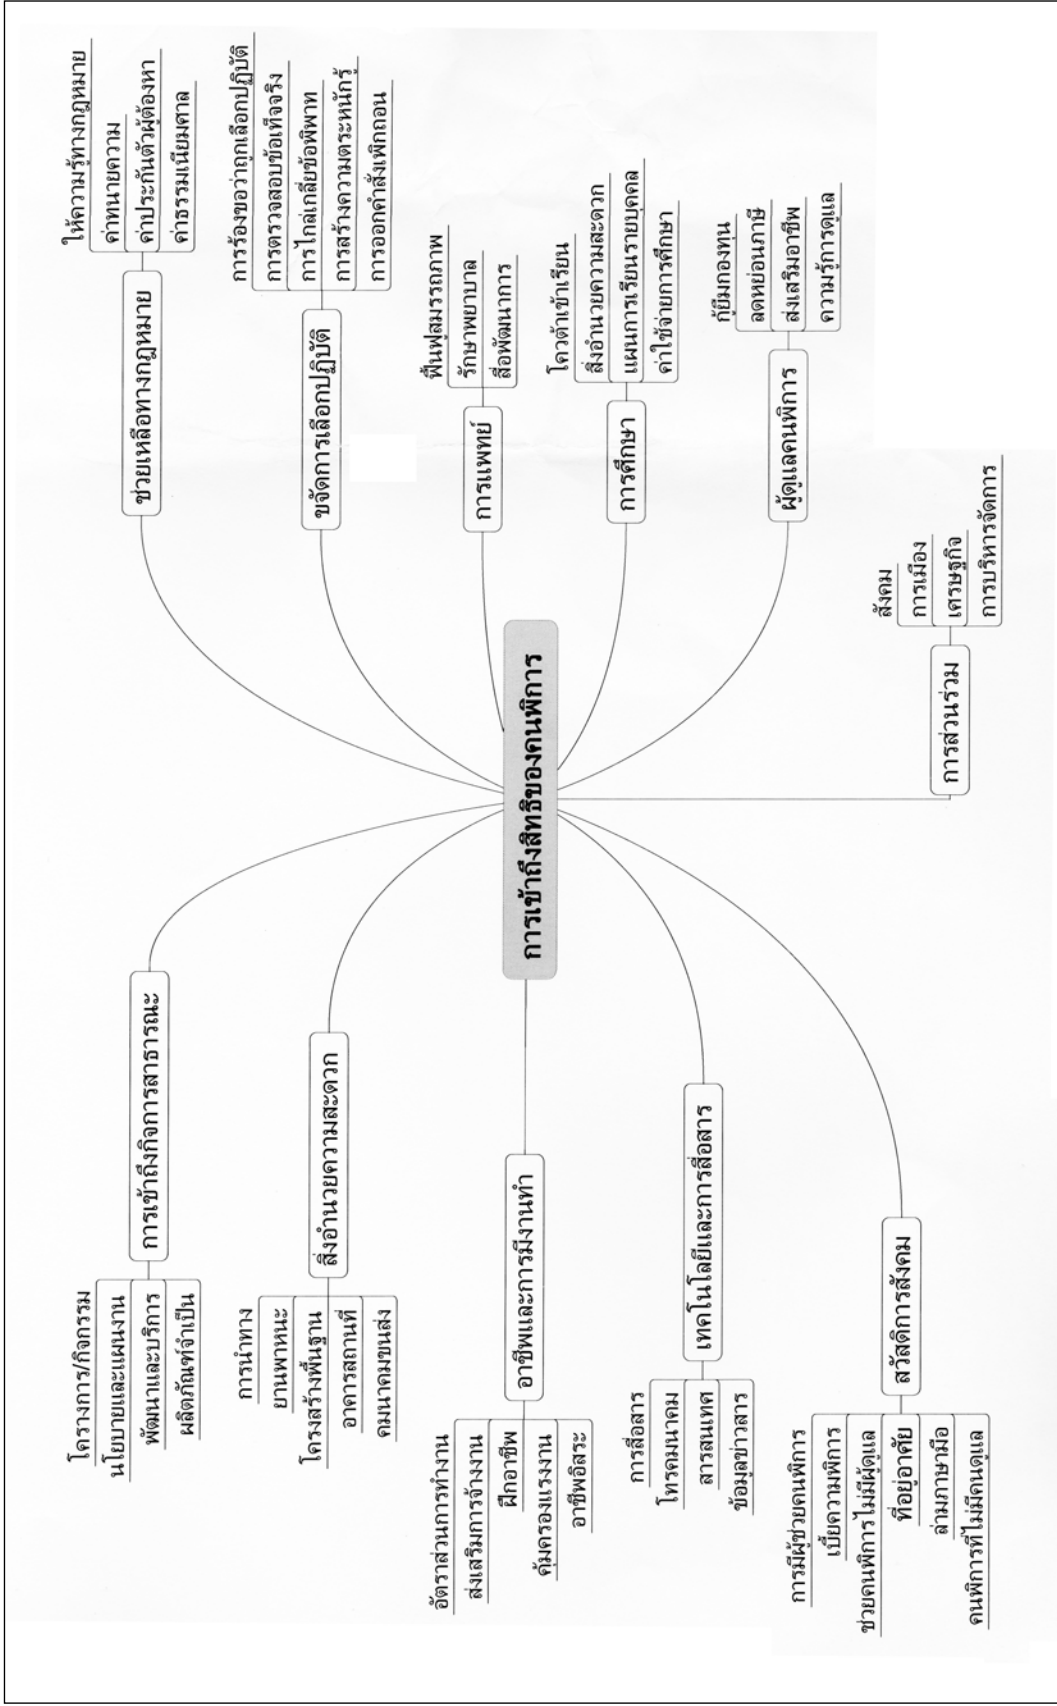 การเข้าถึงสิทธิของคนพิการ
การเข้าถึงกิจการสาธารณะ
โครงการ/กิจกรรม
นโยบายและแผนงาน
พัฒนาและบริการ
ผลิตภัณฑ์จำเป็น
สิ่งอำนวยความสะดวก
การนำทาง
ยานพาหนะ
โครงสร้างพื้นฐาน
อาคารสถานที่
คมนาคมขนส่ง
อาชีพและการมีงานทำ
อัตราส่วนการทำงาน
ส่งเสริมการจ้างงาน
ฝึกอาชีพ
คุ้มครองแรงงาน
อาชีพอิสระ
เทคโนโลยีและการสื่อสาร
การสื่อสาร
โทรคมนาคม
สารสนเทศ
ข้อมูลข่าวสาร
สวัสดิการสังคม
การมีผู้ช่วยคนพิการ
เบี้ยความพิการ
ช่วยคนพิการไม่มีผู้ดูแล
ที่อยู่อาศัย
ล่ามภาษามือ
คนพิการที่ไม่มีคนดูแล
ช่วยเหลือทางกฎหมาย
ให้ความรู้ทางกฎหมาย
ค่าทนายความ
ค่าประกันตัวผู้ต้องหา
ค่าธรรมเนียมศาล
ขจัดการเลือกปฏิบัติ
การร้องขอว่าถูกเลือกปฏิบัติ
การตรวจสอบข้อเท็จจริง
การไกล่เกลี่ยข้อพิพาท
การสร้างความตระหนักรู้
การออกคำสั่งเพิกถอน
การแพทย์
ฟื้นฟูสมรรถภาพ
รักษาพยาบาล
สื่อพัฒนาการ
การศึกษา
โควต้าเข้าเรียน
สิ่งอำนวยความสะดวก
แผนการเรียนรายบุคคล
ค่าใช้จ่ายการศึกษา
ผู้ดูแลคนพิการ
กู้ยืมกองทุน
ลดหย่อนภาษี
ส่งเสริมอาชีพ
ความรู้การดูแล
การส่วนร่วม
สังคม
การเมือง
เศรษฐกิจ
การบริหารจัดการ